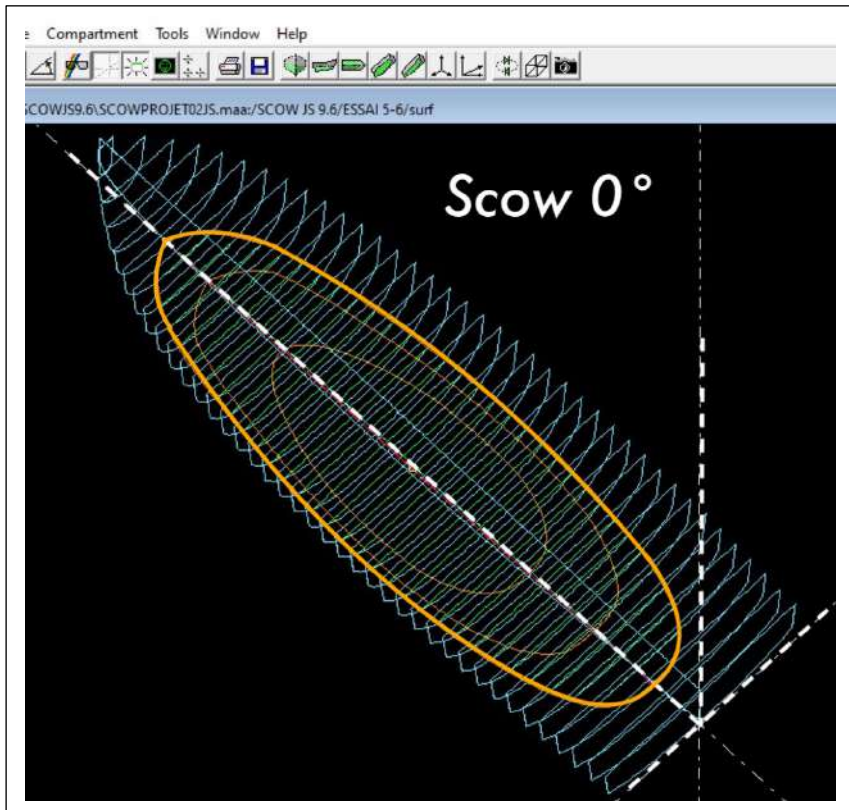 Compartment Tools Window Help
SCOWJS9.6\SCOWPROJET02JS.maa:/SCOW JS 9.6/ESSAI 5-6/surf
Scow 0°